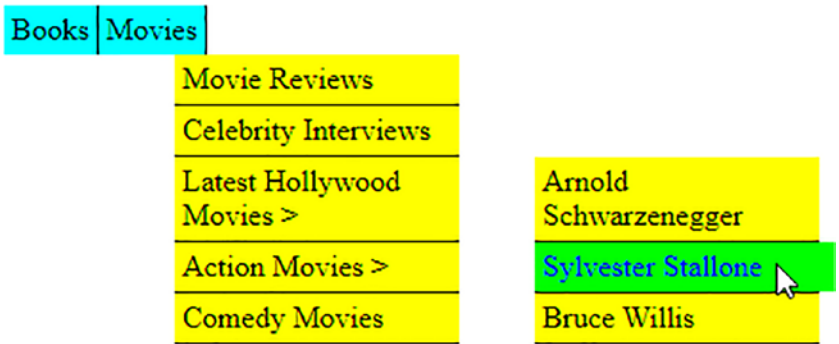 Books Movies
Movie Reviews
Celebrity Interviews
Latest Hollywood
Movies >
Action Movies >
Comedy Movies
Arnold
Schwarzenegger
Sylvester Stallone
Bruce Willis